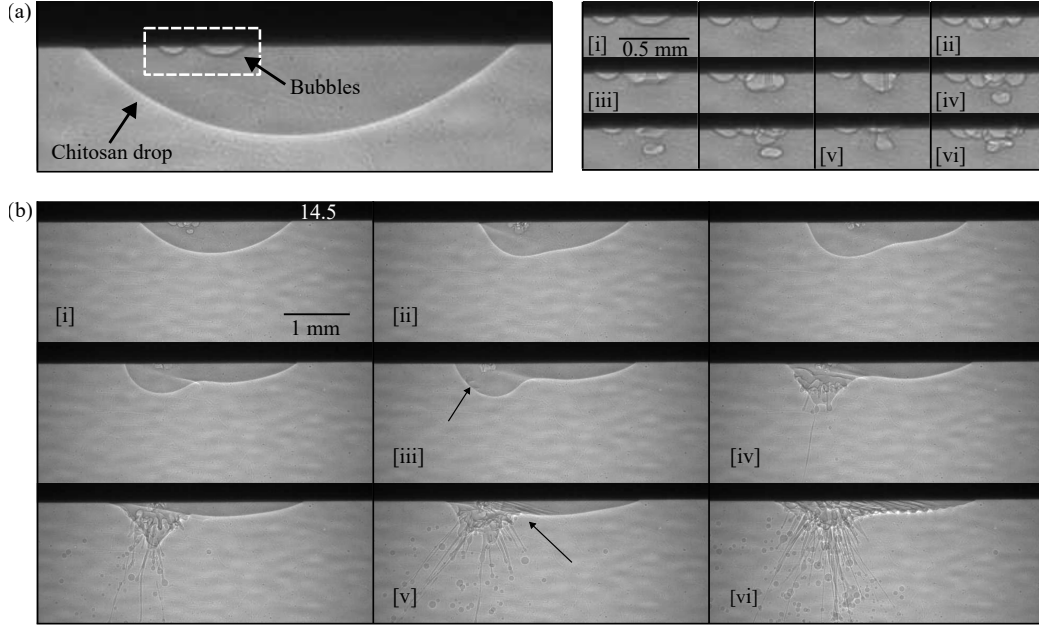 (a)
Bubbles
Chitosan drop
[i]
0.5 mm
[ii]
[iii]
[iv]
[v]
[vi]
(b)
14.5
[i]
1 mm
[ii]
[iii]
[iv]
[v]
[vi]